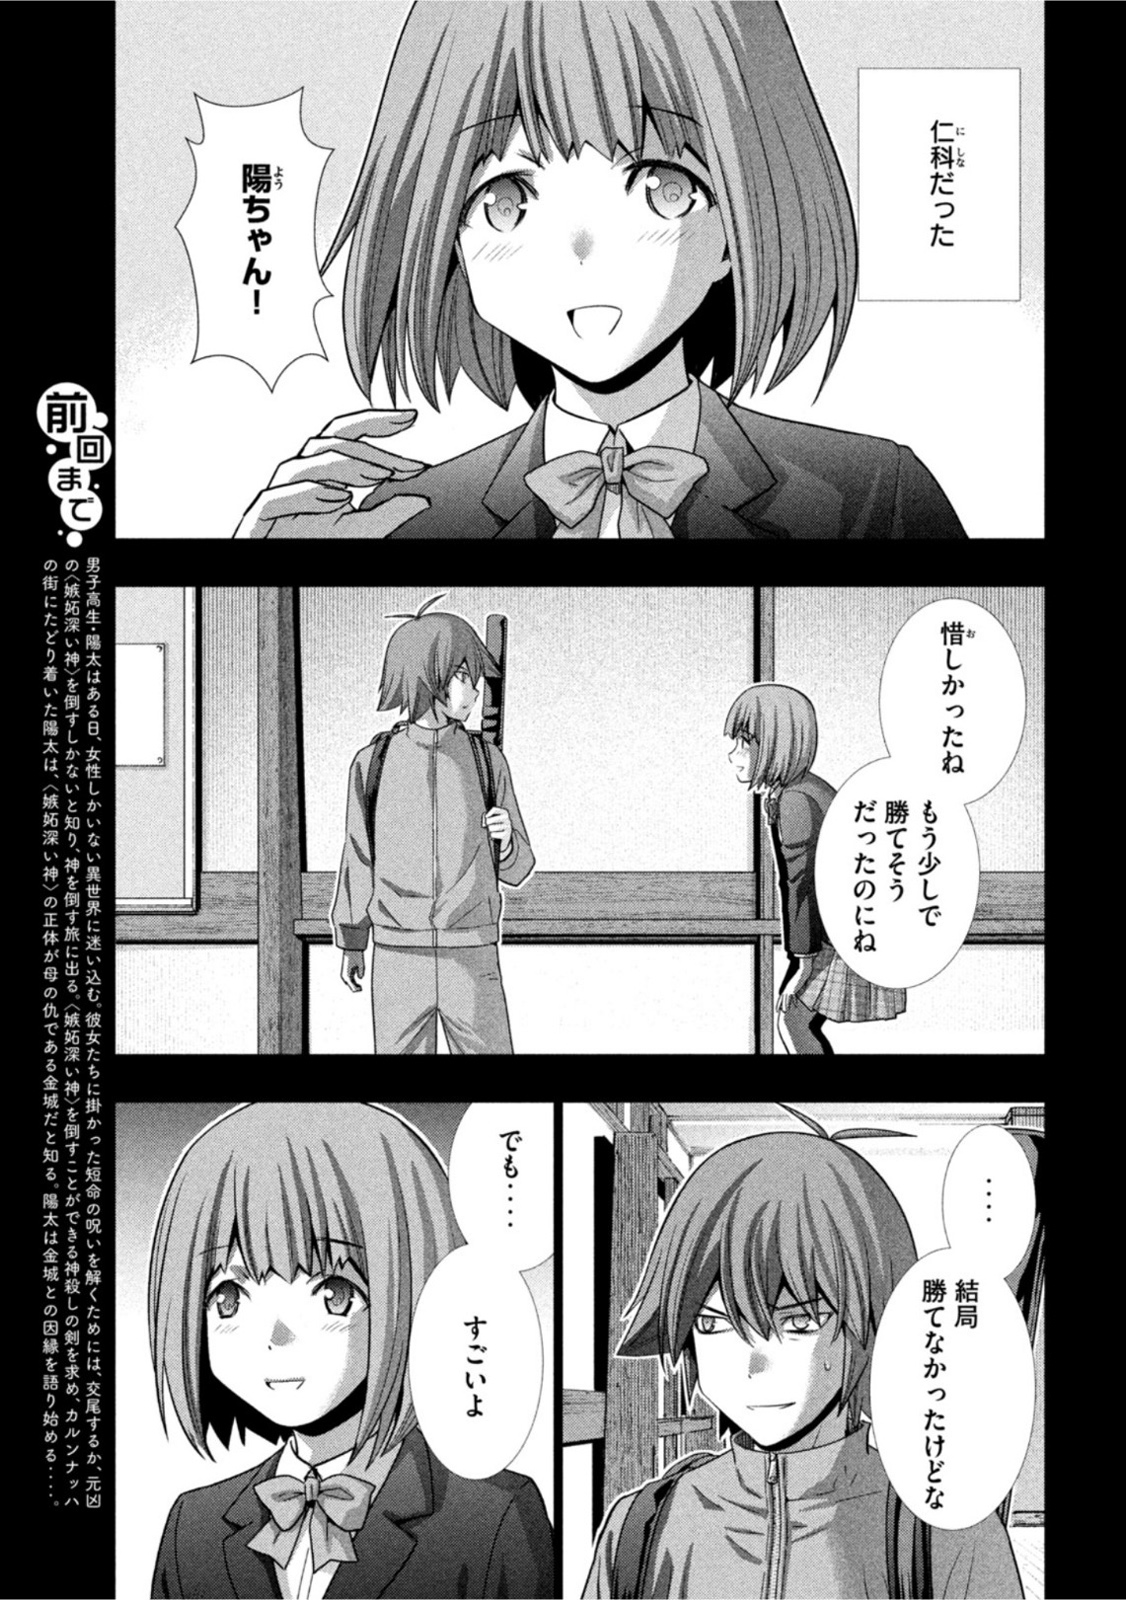 仁科だった
にしな
陽ちゃん！
よう
惜しかったね
お
もう少しで
勝てそう
だったのにね
‥‥
結局
勝てなかったけどな
でも‥‥
すごいよ
前回まで
男子高生・陽太はある日、女性しかいない異世界に迷い込む。彼女たちに掛かった短命の呪いを解くためには、交尾するか、元凶
の〈嫉妬深い神〉を倒すしかないと知り、神を倒す旅に出る。〈嫉妬深い神〉を倒すことができる神殺しの剣を求め、カルンナッハ
の街にたどり着いた陽太は、〈嫉妬深い神〉の正体が母の仇である金城だと知る。陽太は金城との因縁を語り始める‥‥。